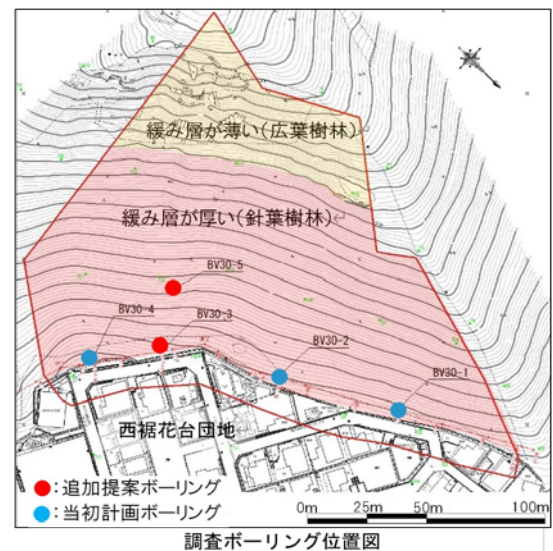 緩み層が薄い(広葉樹林)
緩み層が厚い(針葉樹林)
BV30-5
BV30-4
BV30-3
BV30-2
BV30-1
西裾花台団地
●:追加提案ボーリング
●:当初計画ボーリング
0m 25m 50m 100m
調査ボーリング位置図